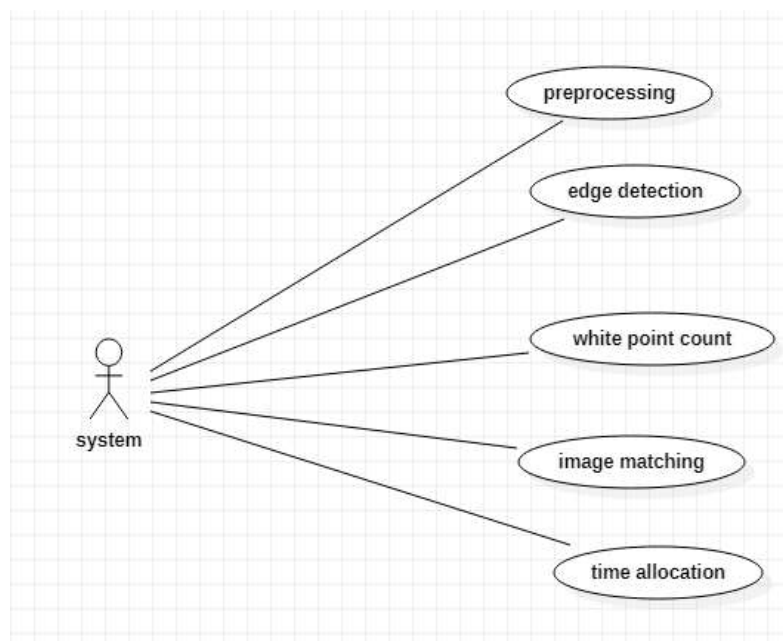 preprocessing
edge detection
white point count
system
image matching
time allocation